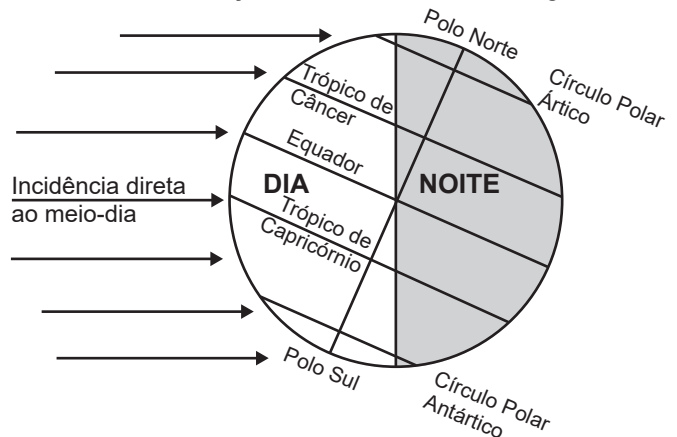 Polo Norte
Círculo Polar
Ártico
Trópico de
Câncer
Equador
DIA
NOITE
Incidência direta
ao meio-dia
Trópico de
Capricórnio
Polo Sul
Círculo Polar
Antártico